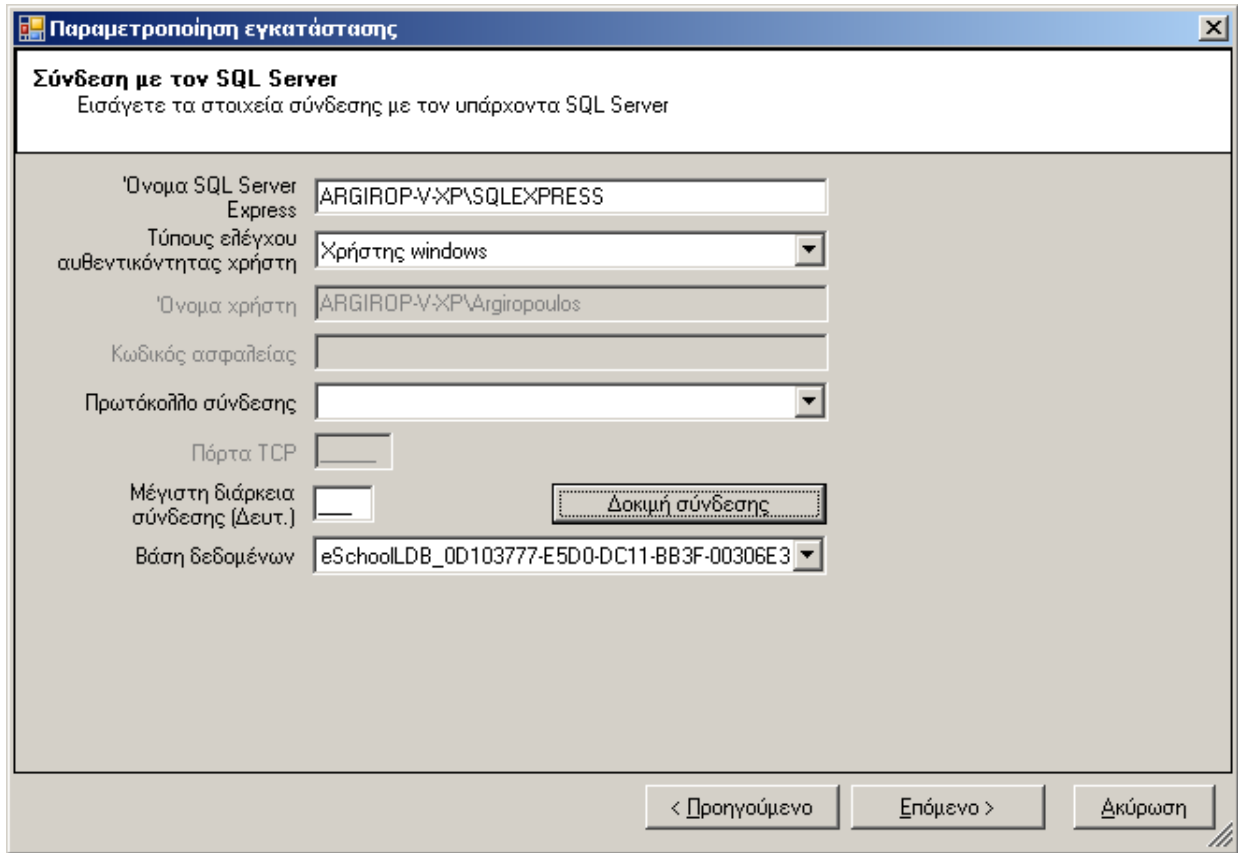 Παραμετροποίηση εγκατάστασης
Σύνδεση με τον SQL Server
Εισάγετε τα στοιχεία σύνδεσης με τον υπάρχοντα SQL Server
Όνομα SQL Server
Express
ARGIROP-V-XP\SQLEXPRESS
Τύπους ελέγχου
αυθεντικόντητας χρήστη
Χρήστης windows
Όνομα χρήστη
ARGIROP-V-XP\Argiropoulos
Κωδικός ασφαλείας
Πρωτόκολλο σύνδεσης
Πόρτα TCP
Μέγιστη διάρκεια
σύνδεσης (Δευτ.)
Δοκιμή σύνδεσης
Βάση δεδομένων
eSchoolLDB_0D103777-E5D0-DC11-BB3F-00306E3
< Προηγούμενο
Επόμενο >
Ακύρωση